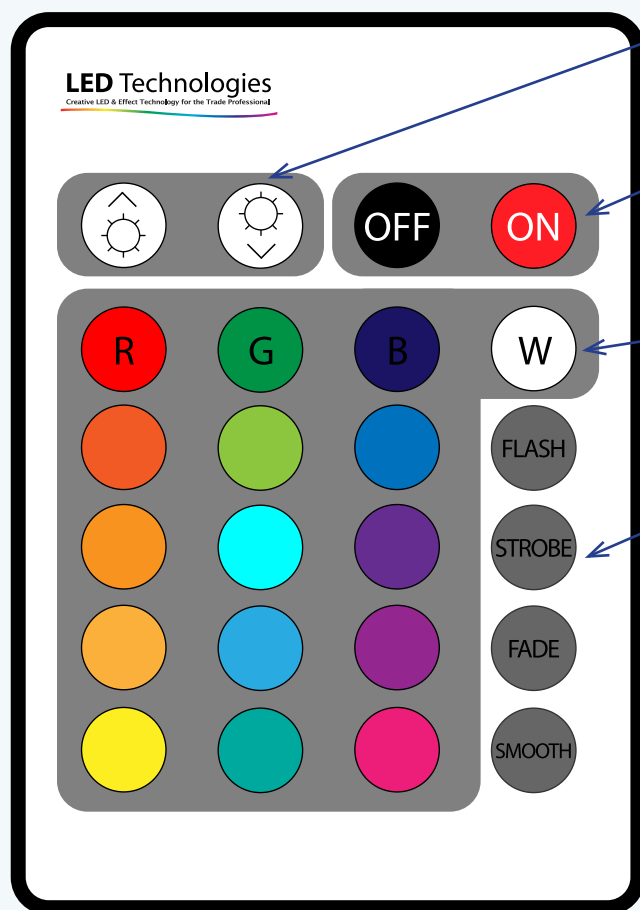 LED Technologies
Creative LED & Effect Technology for the Trade Professional
OFF ON
R G B W
FLASH
STROBE
FADE
SMOOTH